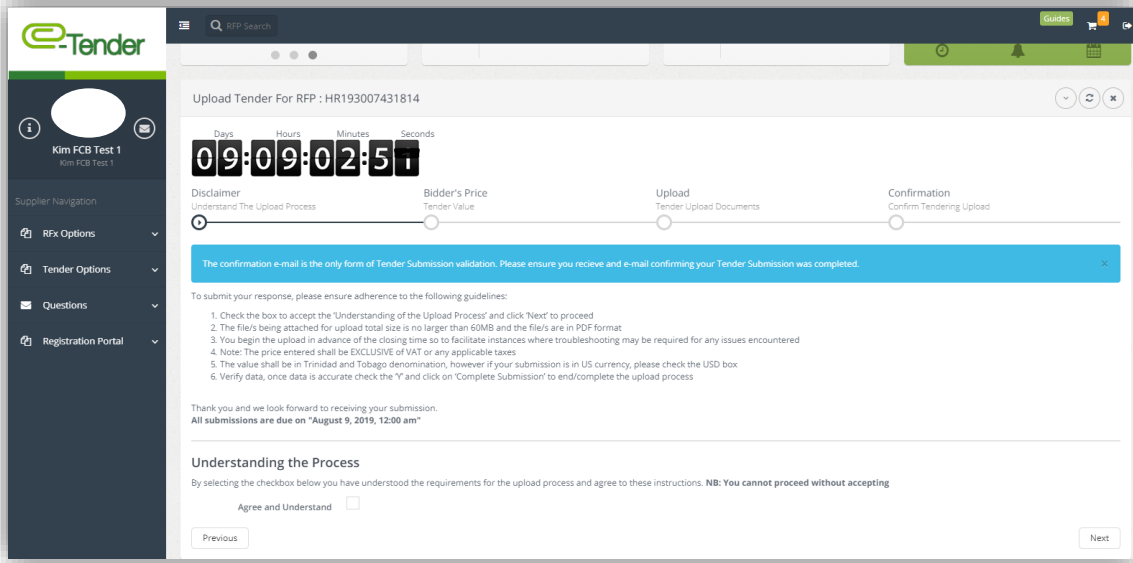 e-Tender
RFP Search
Guides
4
Kim FCB Test 1
Kim FCB Test 1
Supplier Navigation
RFx Options
Tender Options
Questions
Registration Portal
Upload Tender For RFP : HR193007431814
Days Hours Minutes Seconds
09:09:02:51
Disclaimer
Understand The Upload Process
Bidder's Price
Tender Value
Upload
Tender Upload Documents
Confirmation
Confirm Tendering Upload
The confirmation e-mail is the only form of Tender Submission validation. Please ensure you recieve and e-mail confirming your Tender Submission was completed.
To submit your response, please ensure adherence to the following guidelines:
1. Check the box to accept the 'Understanding of the Upload Process' and click 'Next' to proceed
2. The file/s being attached for upload total size is no larger than 60MB and the file/s are in PDF format
3. You begin the upload in advance of the closing time so to facilitate instances where troubleshooting may be required for any issues encountered
4. Note: The price entered shall be EXCLUSIVE of VAT or any applicable taxes
5. The value shall be in Trinidad and Tobago denomination, however if your submission is in US currency, please check the USD box
6. Verify data, once data is accurate check the 'Y' and click on 'Complete Submission' to end/complete the upload process
Thank you and we look forward to receiving your submission.
All submissions are due on "August 9, 2019, 12:00 am"
Understanding the Process
By selecting the checkbox below you have understood the requirements for the upload process and agree to these instructions. NB: You cannot proceed without accepting
Agree and Understand
Previous
Next